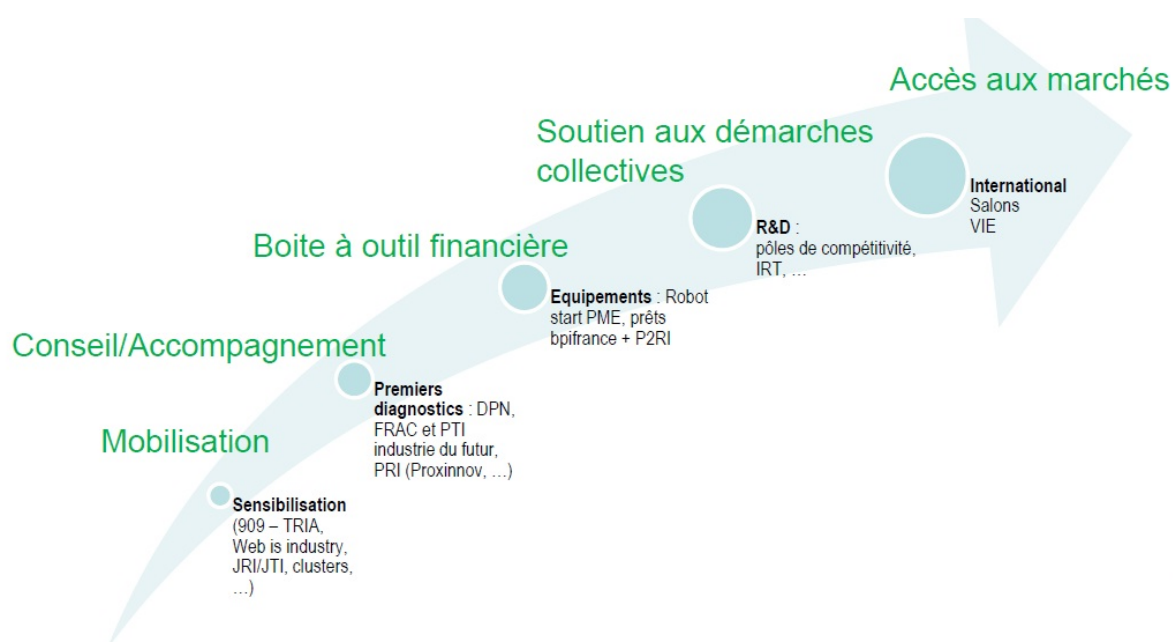 Accès aux marchés
International
Salons
VIE
Soutien aux démarches
collectives
R&D :
pôles de compétitivité,
IRT, ...
Boite à outil financière
Equipements : Robot
start PME, prêts
bpifrance + P2RI
Conseil/Accompagnement
Premiers
diagnostics : DPN,
FRAC et PTI
industrie du futur,
PRI (Proxinnov, ...)
Mobilisation
Sensibilisation
(909 – TRIA,
Web is industry,
JRI/JTI, clusters,
...)